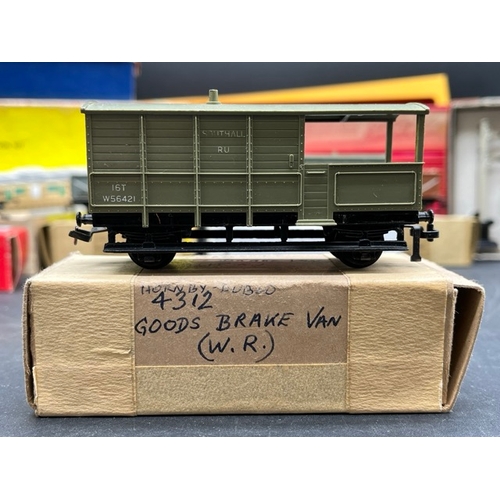 SOUTHALL
RU
16T
W56421
HORNBY-DUBLO
4312
GOODS BRAKE VAN
(W.R.)